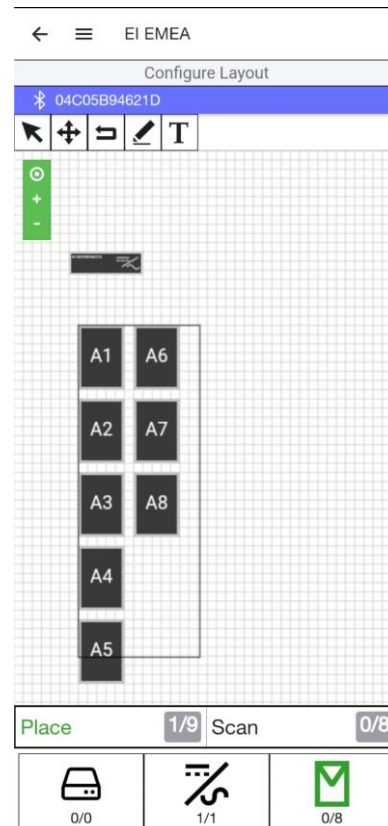 EI EMEA
Configure Layout
04C05B94621D
T
A1 A6
A2 A7
A3 A8
A4
A5
Place 1/9 Scan 0/8
0/0 1/1 0/8